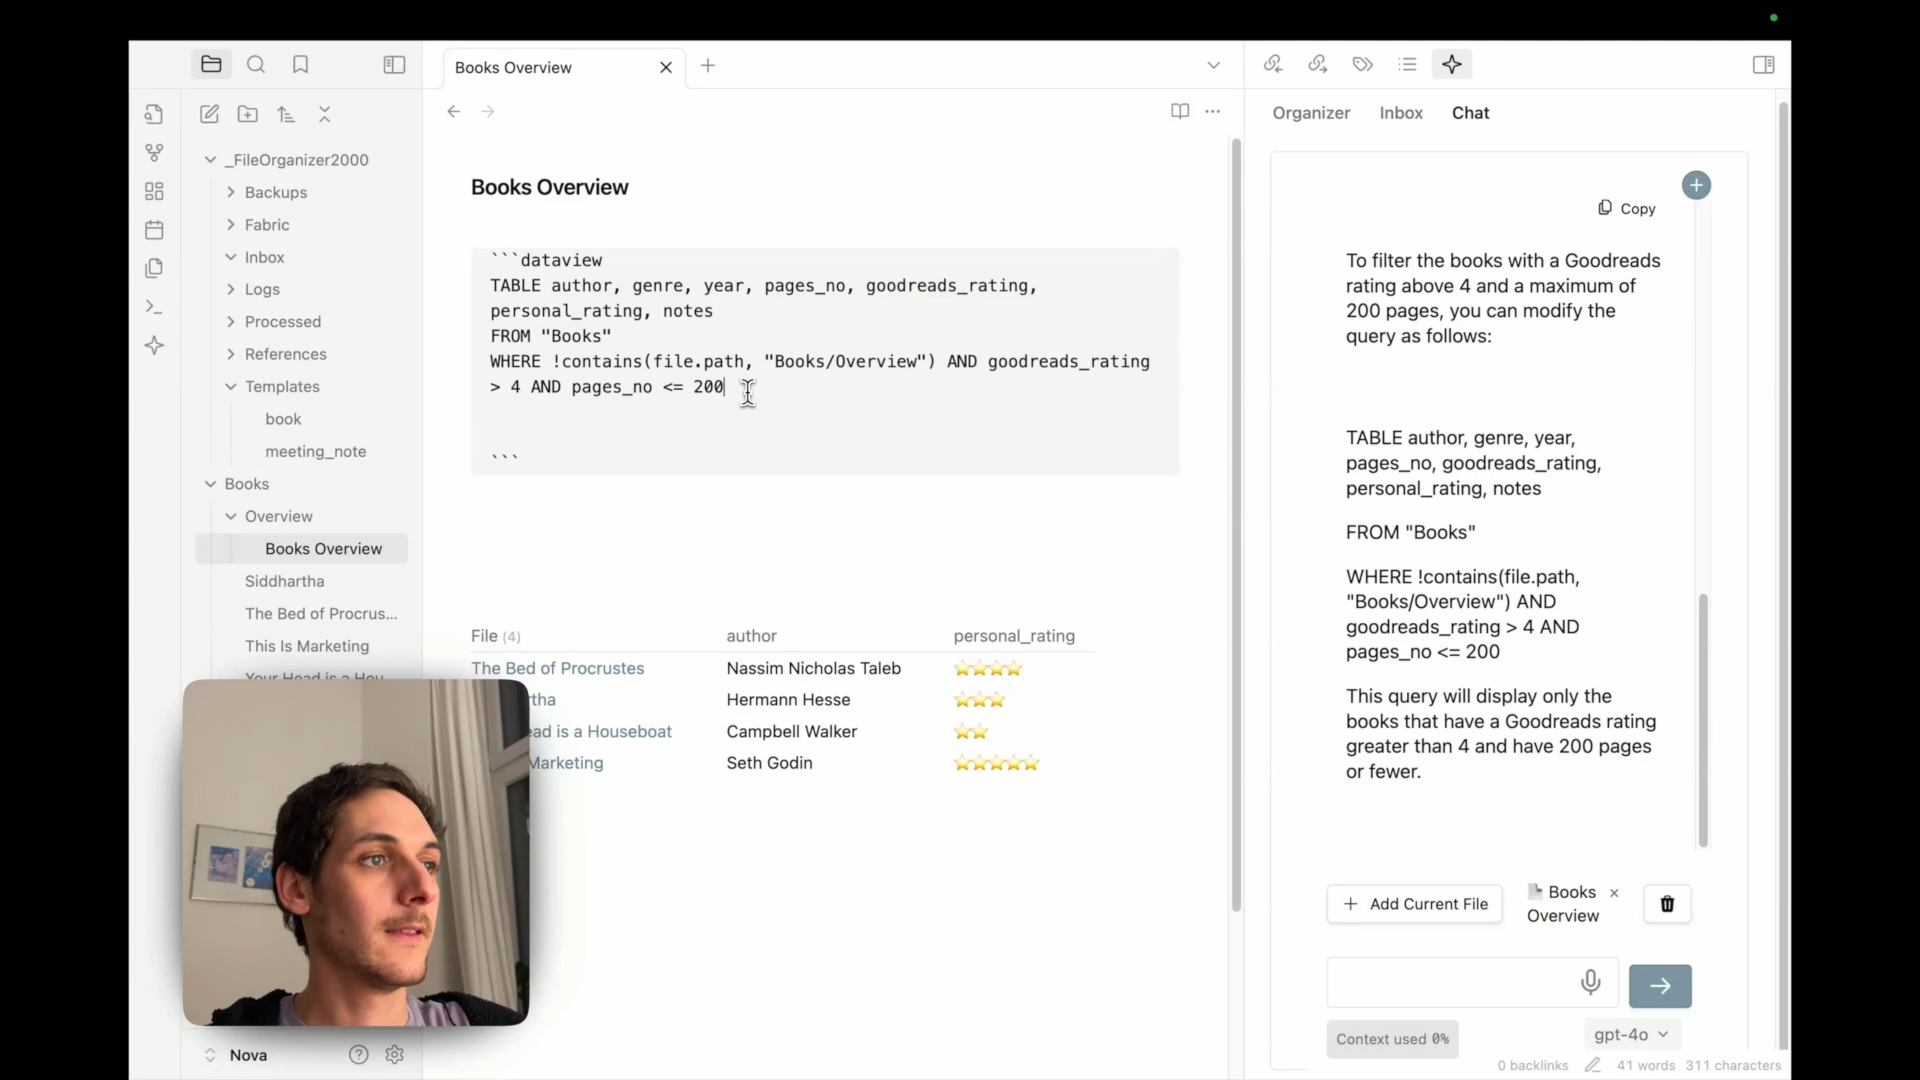 Books Overview
Organizer Inbox Chat
_FileOrganizer2000
Backups
Fabric
Inbox
Logs
Processed
References
Templates
book
meeting_note
Books
Overview
Books Overview
Siddhartha
The Bed of Procrus...
This Is Marketing
Your Head is a Hou...
Nova
Books Overview
```dataview
TABLE author, genre, year, pages_no, goodreads_rating,
personal_rating, notes
FROM "Books"
WHERE !contains(file.path, "Books/Overview") AND goodreads_rating
> 4 AND pages_no <= 200
```
File (4) author personal_rating
The Bed of Procrustes Nassim Nicholas Taleb ⭐⭐⭐⭐
rtha Hermann Hesse ⭐⭐⭐
ead is a Houseboat Campbell Walker ⭐⭐
Marketing Seth Godin ⭐⭐⭐⭐⭐
Copy
To filter the books with a Goodreads
rating above 4 and a maximum of
200 pages, you can modify the
query as follows:
TABLE author, genre, year,
pages_no, goodreads_rating,
personal_rating, notes
FROM "Books"
WHERE !contains(file.path,
"Books/Overview") AND
goodreads_rating > 4 AND
pages_no <= 200
This query will display only the
books that have a Goodreads rating
greater than 4 and have 200 pages
or fewer.
+ Add Current File
Books
Overview
Context used 0%
gpt-4o
0 backlinks 41 words 311 characters